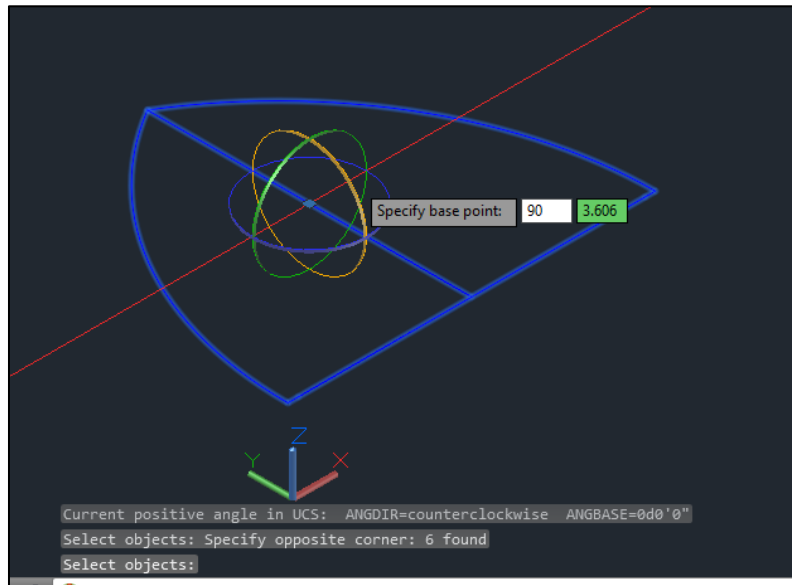 Specify base point: 90 3.606
Z
Y X
Current positive angle in UCS: ANGDIR=counterclockwise ANGBASE=0d0'0"
Select objects: Specify opposite corner: 6 found
Select objects: